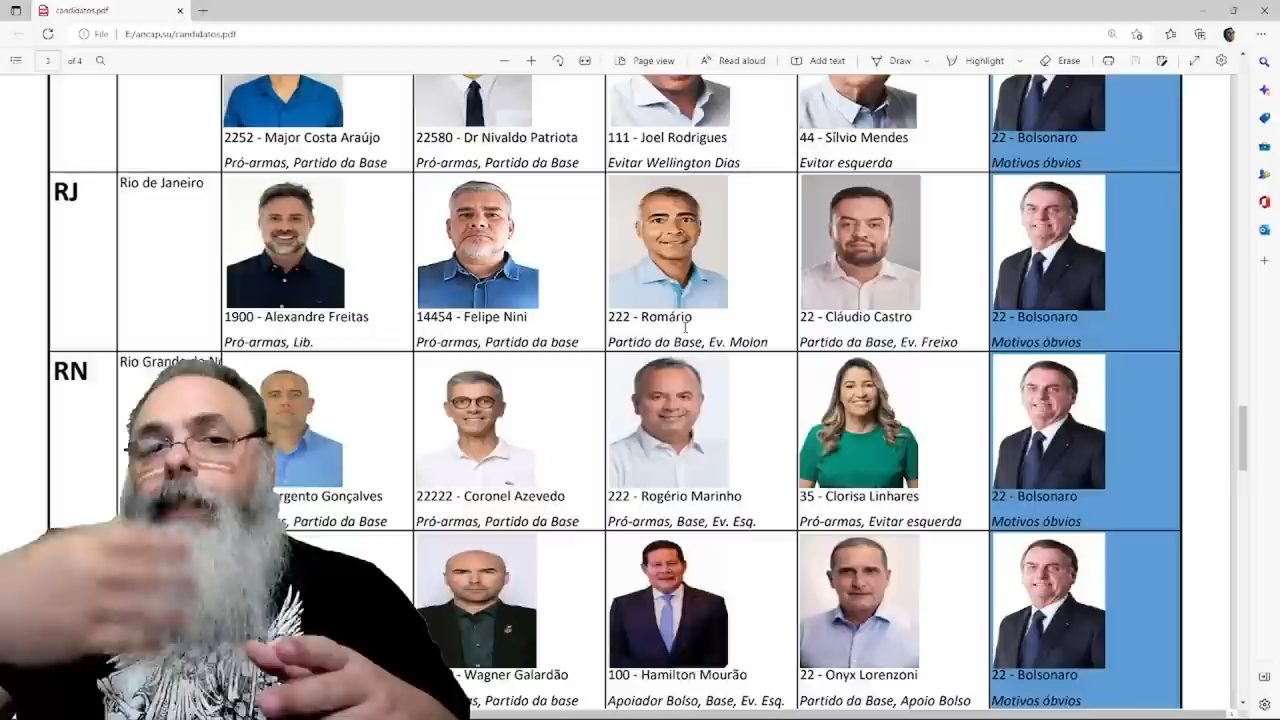 candidatos.pdf
File
E:/ancap.su/candidatos.pdf
3 of 4
Page view
Read aloud
Add text
Draw
Highlight
Erase
2252 - Major Costa Araújo
22580 - Dr Nivaldo Patriota
111 - Joel Rodrigues
44 - Sílvio Mendes
22 - Bolsonaro
Pró-armas, Partido da Base
Pró-armas, Partido da Base
Evitar Wellington Dias
Evitar esquerda
Motivos óbvios
RJ
Rio de Janeiro
1900 - Alexandre Freitas
14454 - Felipe Nini
222 - Romário
22 - Cláudio Castro
22 - Bolsonaro
Pró-armas, Lib.
Pró-armas, Partido da base
Partido da Base, Ev. Molon
Partido da Base, Ev. Freixo
Motivos óbvios
RN
Rio Grande do N
rgento Gonçalves
22222 - Coronel Azevedo
222 - Rogério Marinho
35 - Clorisa Linhares
22 - Bolsonaro
s, Partido da Base
Pró-armas, Partido da Base
Pró-armas, Base, Ev. Esq.
Pró-armas, Evitar esquerda
Motivos óbvios
- Wagner Galardão
100 - Hamilton Mourão
22 - Onyx Lorenzoni
22 - Bolsonaro
as, Partido da base
Apoiador Bolso, Base, Ev. Esq.
Partido da Base, Apoio Bolso
Motivos óbvios